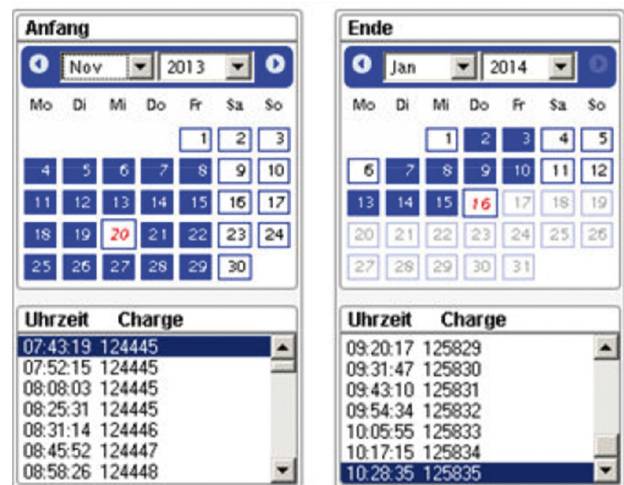 Anfang
Nov 2013
Mo Di Mi Do Fr Sa So
1 2 3
4 5 6 7 8 9 10
11 12 13 14 15 16 17
18 19 20 21 22 23 24
25 26 27 28 29 30
Uhrzeit Charge
07:43:19 124445
07:52:15 124445
08:08:03 124445
08:25:31 124445
08:31:14 124446
08:45:52 124447
08:58:26 124448
Ende
Jan 2014
Mo Di Mi Do Fr Sa So
1 2 3 4 5
6 7 8 9 10 11 12
13 14 15 16 17 18 19
20 21 22 23 24 25 26
27 28 29 30 31
Uhrzeit Charge
09:20:17 125829
09:31:47 125830
09:43:10 125831
09:54:34 125832
10:05:55 125833
10:17:15 125834
10:28:35 125835